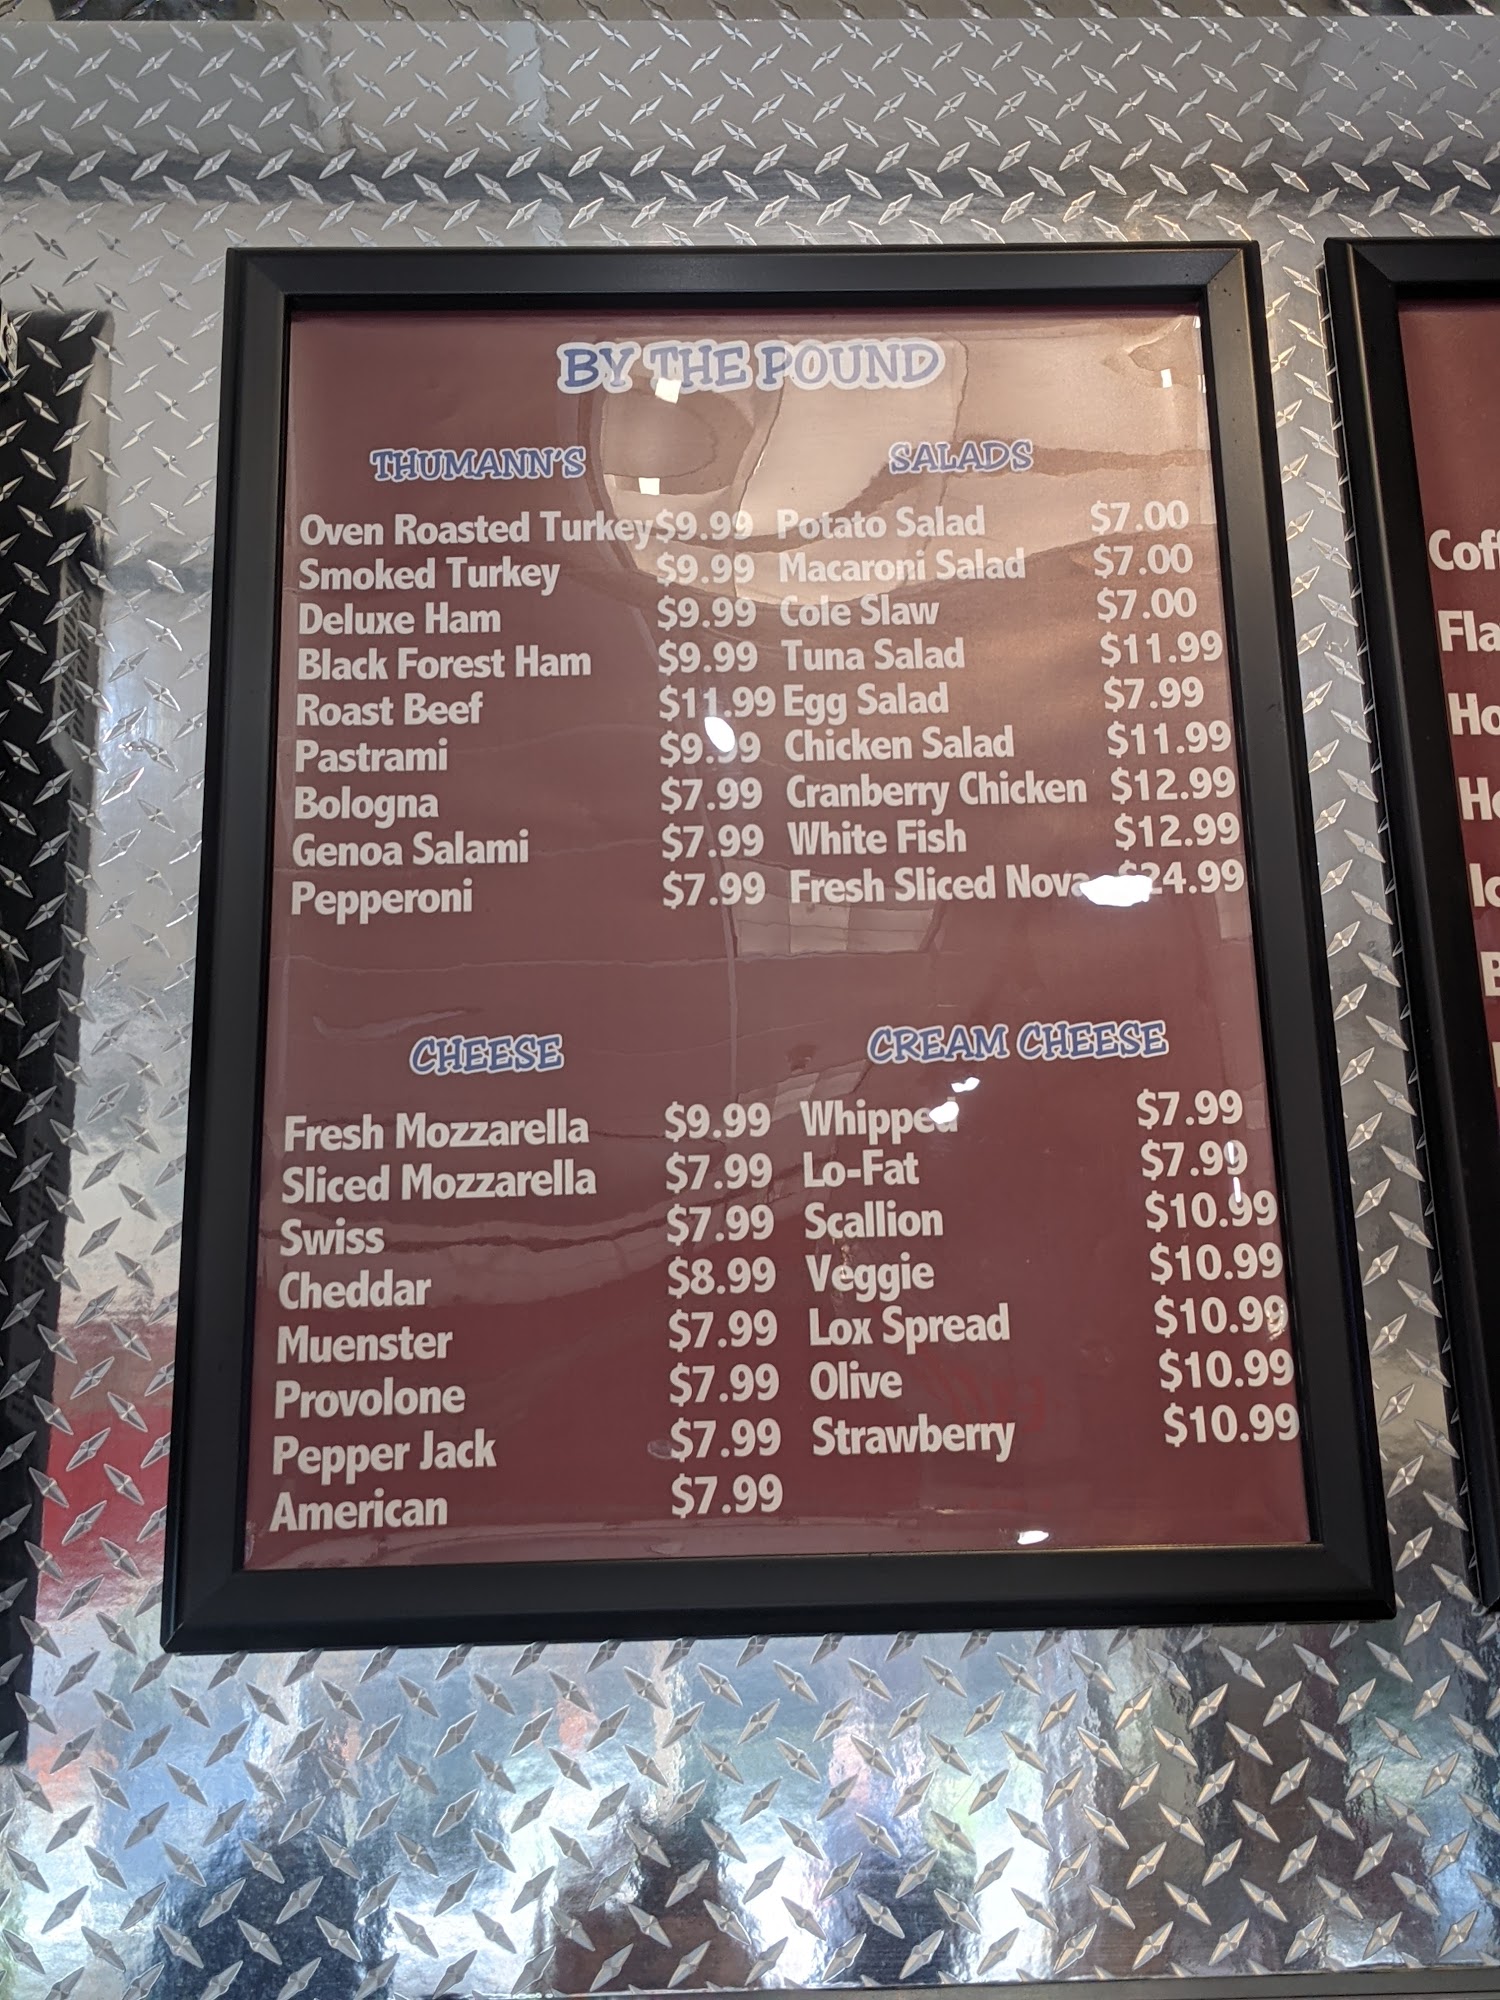 BY THE POUND
THUMANN'S
Oven Roasted Turkey $9.99
Smoked Turkey $9.99
Deluxe Ham $9.99
Black Forest Ham $9.99
Roast Beef $11.99
Pastrami $9.99
Bologna $7.99
Genoa Salami $7.99
Pepperoni $7.99
SALADS
Potato Salad $7.00
Macaroni Salad $7.00
Cole Slaw $7.00
Tuna Salad $11.99
Egg Salad $7.99
Chicken Salad $11.99
Cranberry Chicken $12.99
White Fish $12.99
Fresh Sliced Nova $24.99
CHEESE
Fresh Mozzarella $9.99
Sliced Mozzarella $7.99
Swiss $7.99
Cheddar $8.99
Muenster $7.99
Provolone $7.99
Pepper Jack $7.99
American $7.99
CREAM CHEESE
Whipped $7.99
Lo-Fat $7.99
Scallion $10.99
Veggie $10.99
Lox Spread $10.99
Olive $10.99
Strawberry $10.99